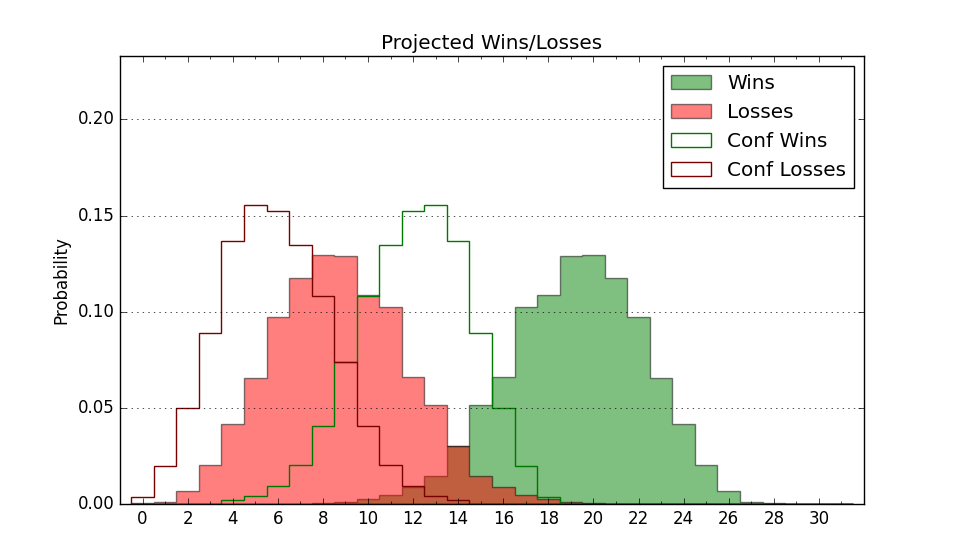 Projected Wins/Losses
Wins
Losses
Conf Wins
Conf Losses
Probability
0.20
0.15
0.10
0.05
0.00
0 2 4 6 8 10 12 14 16 18 20 22 24 26 28 30